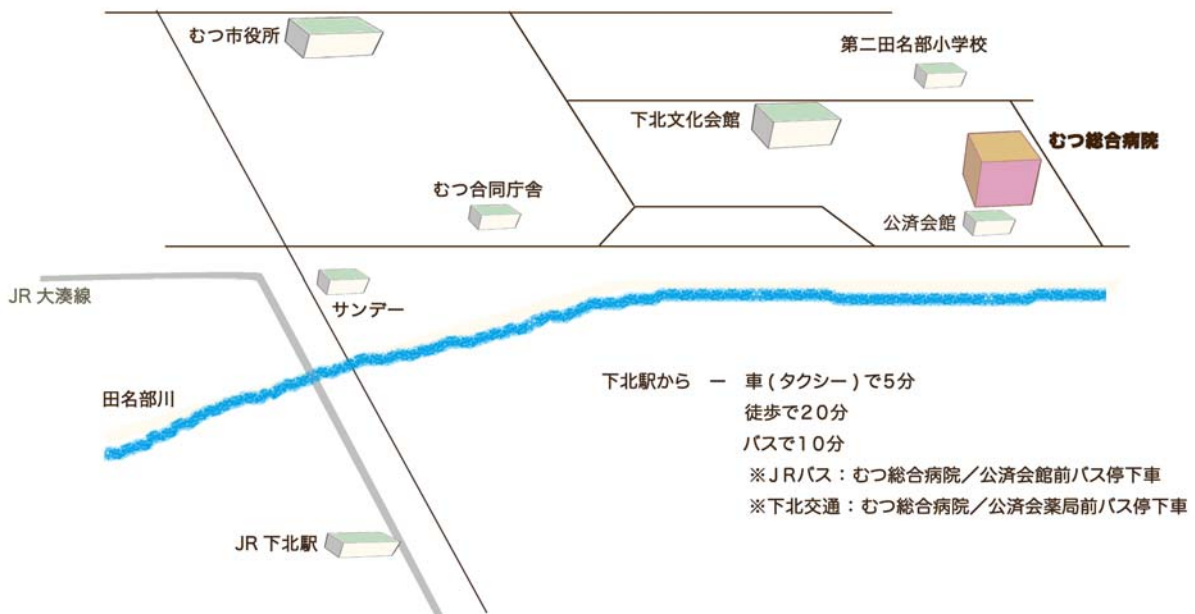 むつ市役所
第二田名部小学校
下北文化会館
むつ総合病院
むつ合同庁舎
公済会館
JR 大湊線
サンデー
田名部川
下北駅から ー 車 ( タクシー ) で5分
徒歩で20分
バスで10分
※JRバス:むつ総合病院/公済会館前バス停下車
※下北交通:むつ総合病院/公済会薬局前バス停下車
JR 下北駅